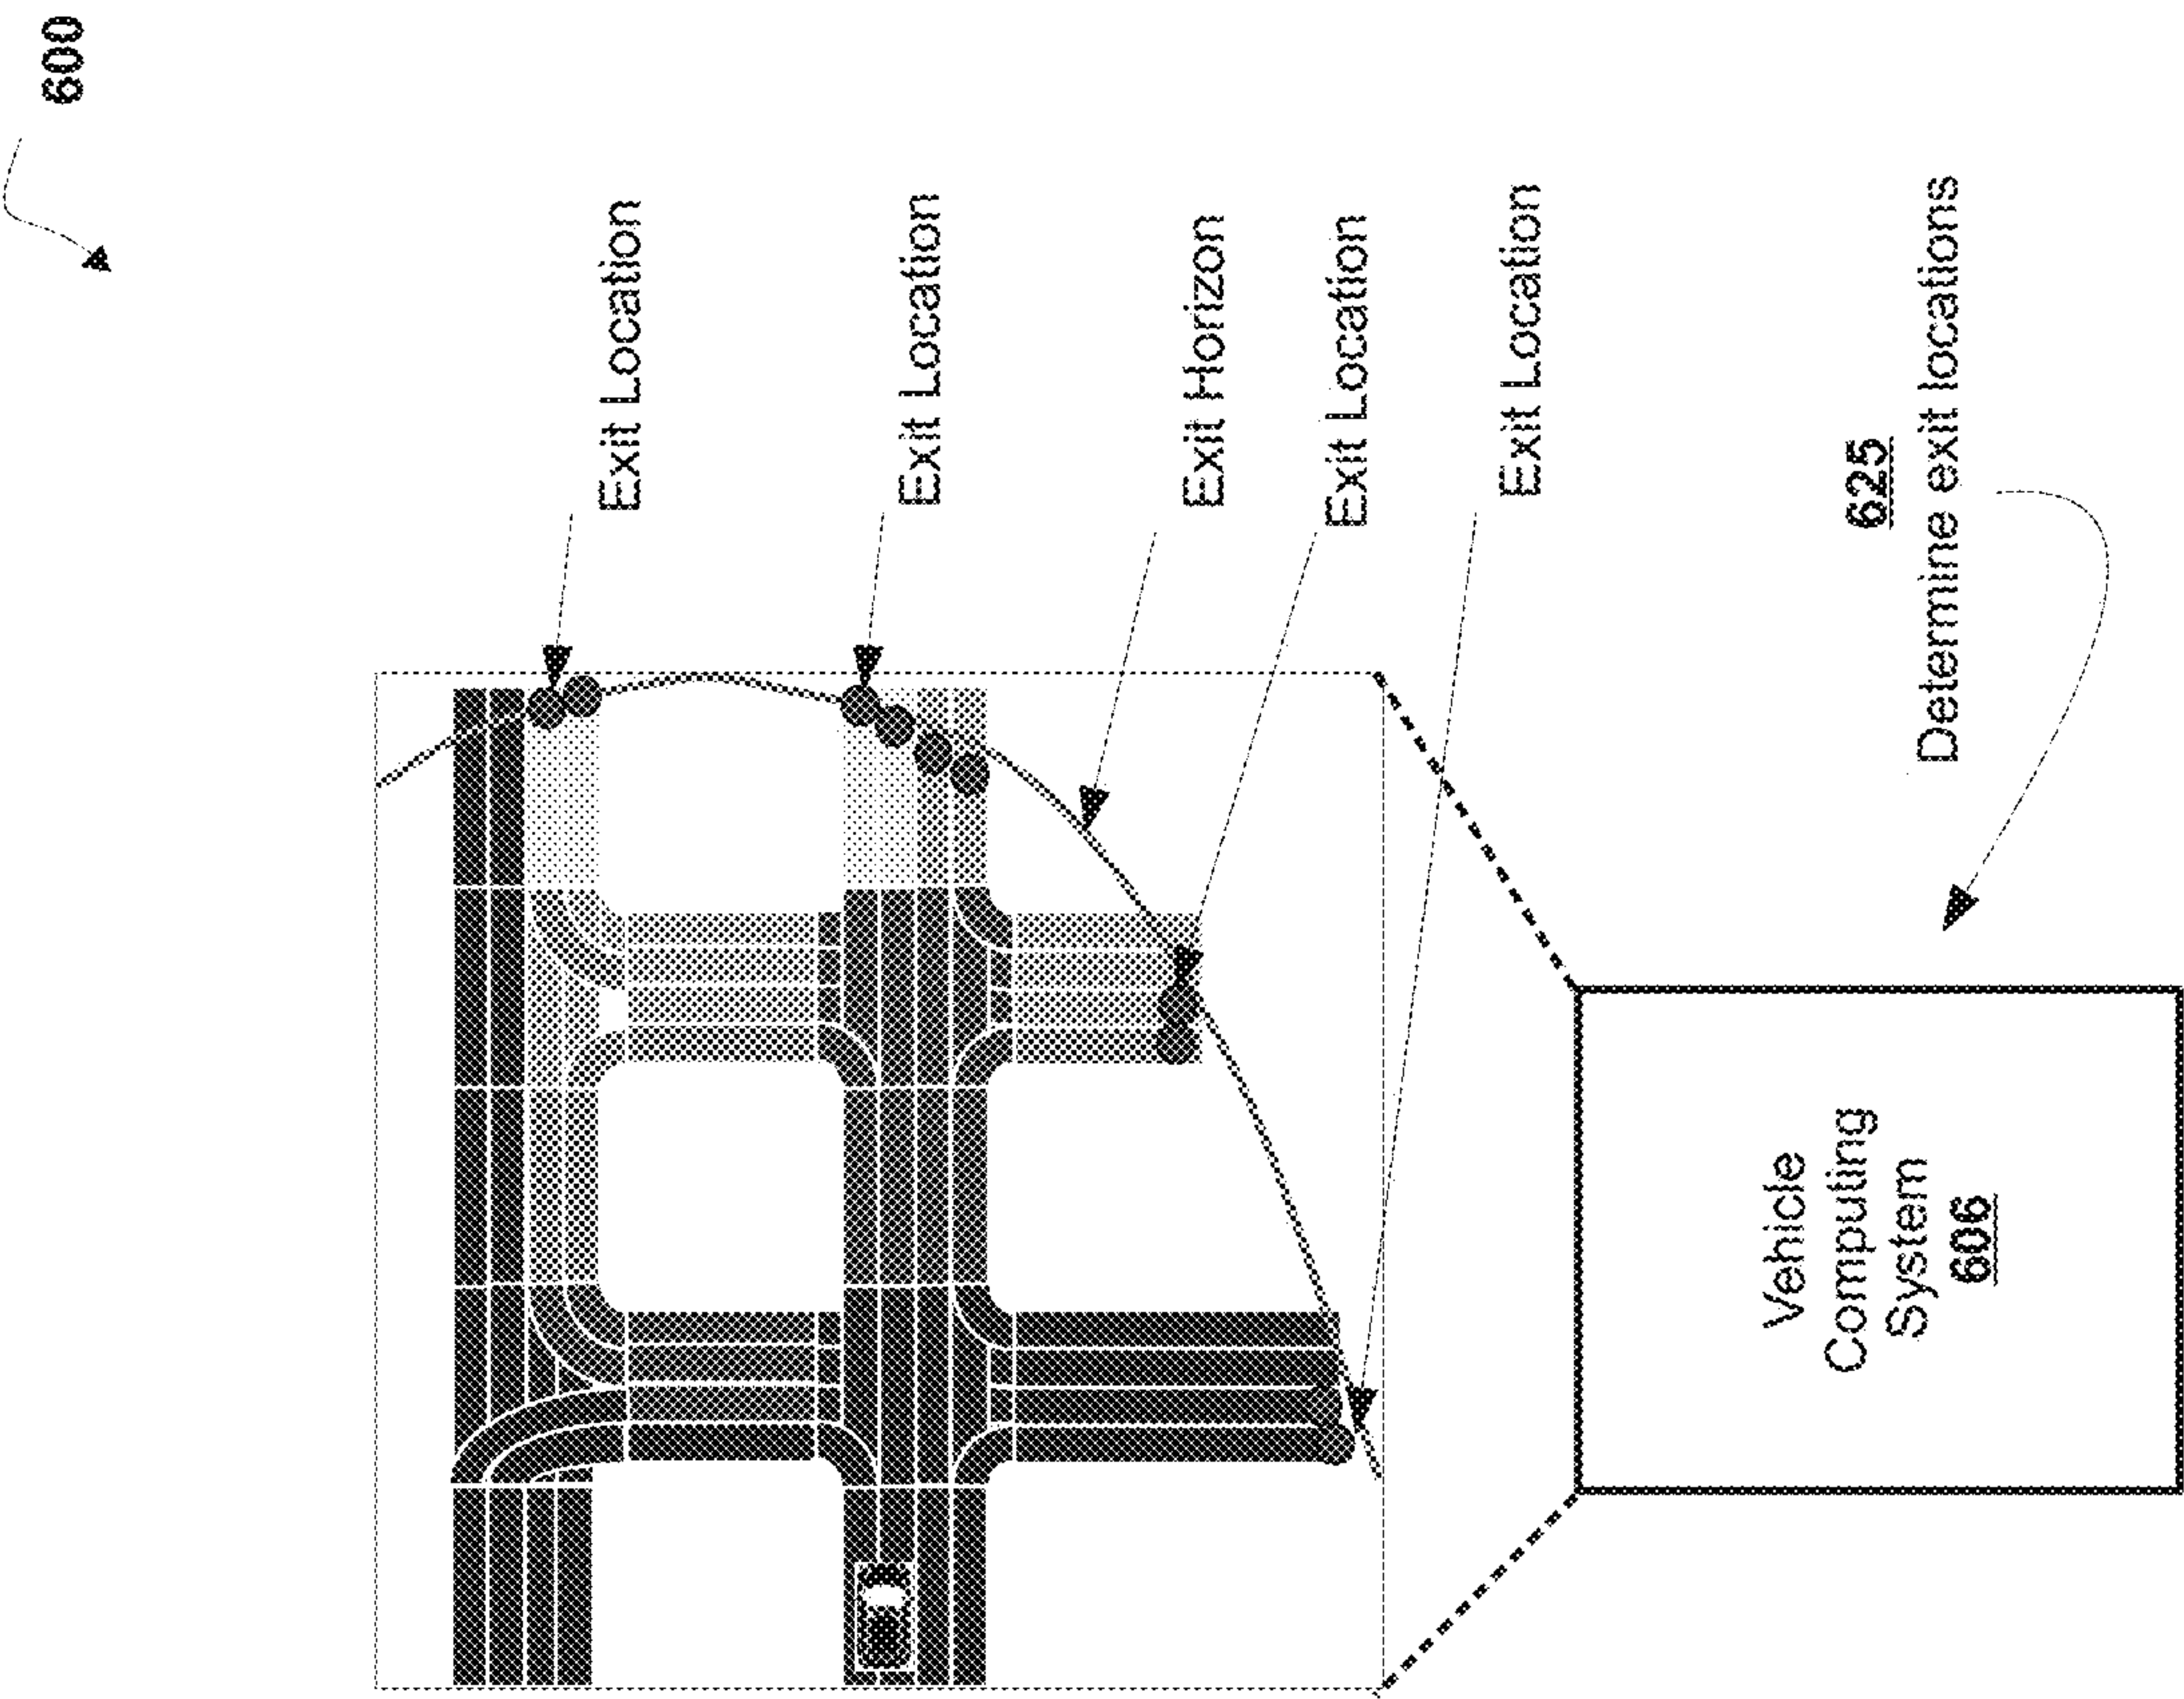 600
Exit Location
Exit Location
Exit Horizon
Exit Location
Exit Location
Vehicle
Computing
System
606
625
Determine exit locations